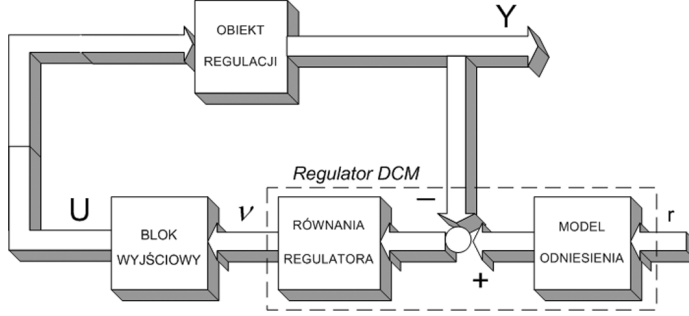 OBIEKT
REGULACJI
Y
Regulator DCM
U
BLOK
WYJŚCIOWY
ν
RÓWNANIA
REGULATORA
−
+
MODEL
ODNIESIENIA
r